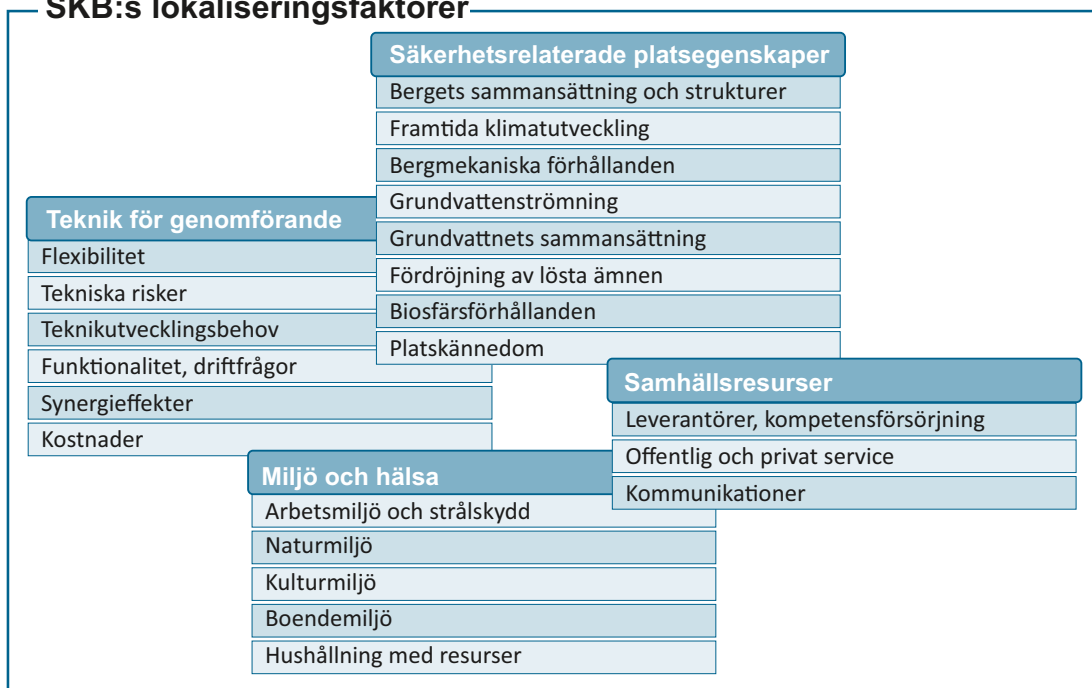 SKB:s lokaliseringsfaktorer
Säkerhetsrelaterade platsegenskaper
Bergets sammansättning och strukturer
Framtida klimatutveckling
Bergmekaniska förhållanden
Grundvattenströmning
Grundvattnets sammansättning
Fördröjning av lösta ämnen
Biosfärsförhållanden
Platskännedom
Teknik för genomförande
Flexibilitet
Tekniska risker
Teknikutvecklingsbehov
Funktionalitet, driftfrågor
Synergieffekter
Kostnader
Samhällsresurser
Leverantörer, kompetensförsörjning
Offentlig och privat service
Kommunikationer
Miljö och hälsa
Arbetsmiljö och strålskydd
Naturmiljö
Kulturmiljö
Boendemiljö
Hushållning med resurser